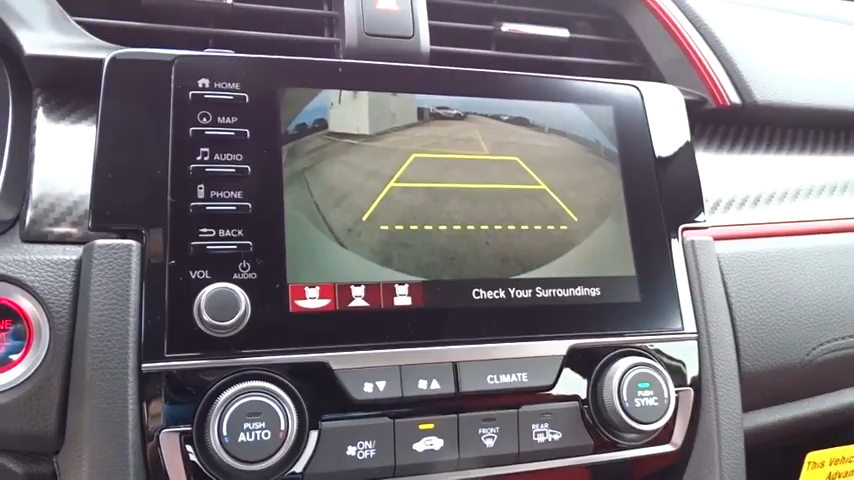 HOME
MAP
AUDIO
PHONE
BACK
VOL
AUDIO
Check Your Surroundings
CLIMATE
PUSH
AUTO
ON
OFF
FRONT
REAR
PUSH
SYNC
This Vehicle